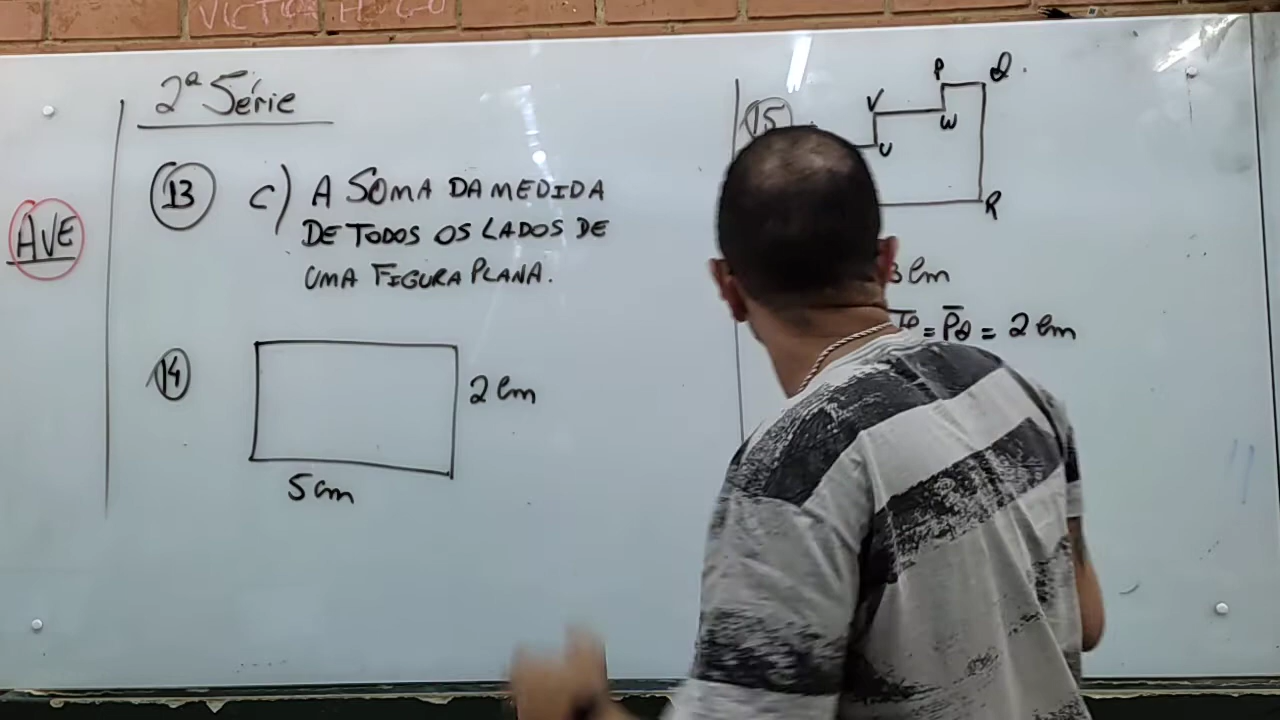 2ª Série
AVE
13 C) A SOMA DA MEDIDA
DE TODOS OS LADOS DE
UMA FIGURA PLANA.
14
2 cm
5 cm
15
P Q
V W
U
R
3 cm
= PQ = 2 cm